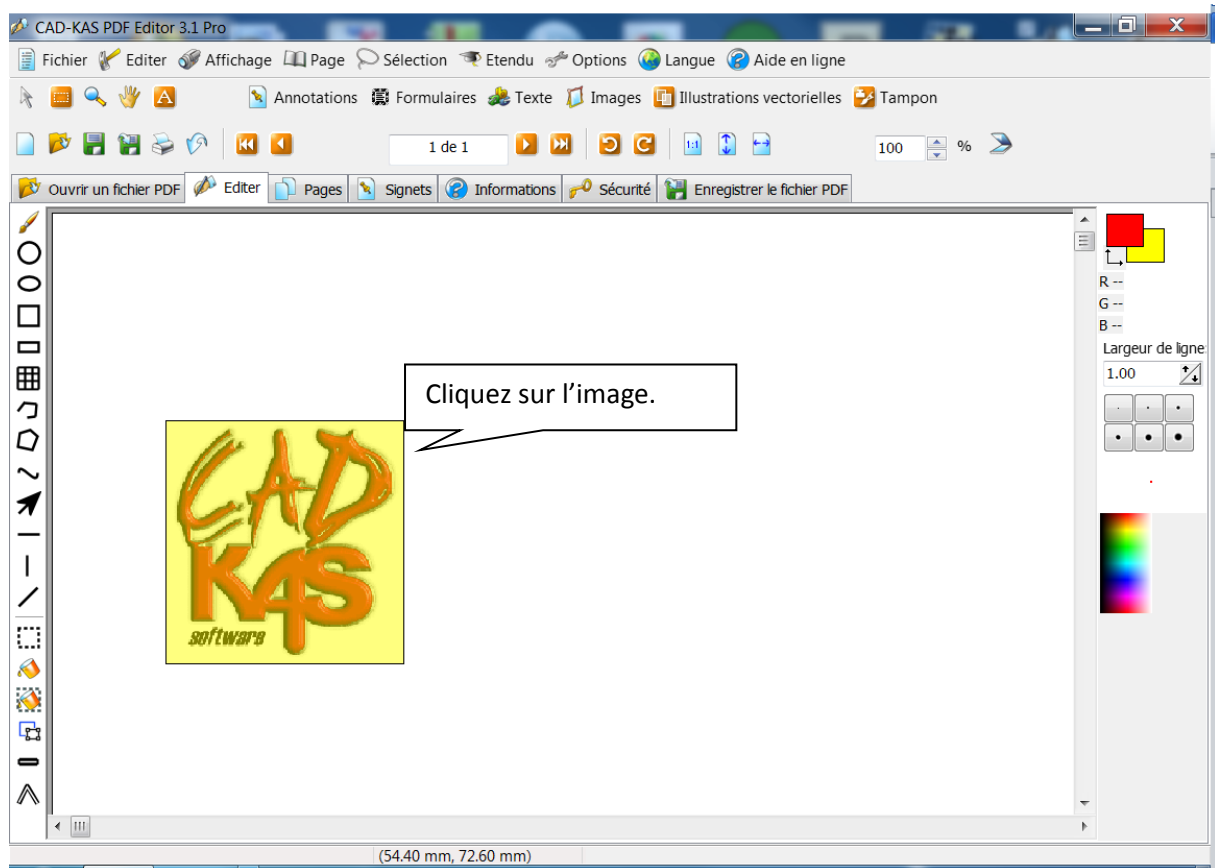 CAD-KAS PDF Editor 3.1 Pro
Fichier Editer Affichage Page Sélection Etendu Options Langue Aide en ligne
A Annotations Formulaires Texte Images Illustrations vectorielles Tampon
1 de 1 1:1 100 %
Ouvrir un fichier PDF Editer Pages Signets Informations Sécurité Enregistrer le fichier PDF
R --
G --
B --
Largeur de ligne:
1.00
Cliquez sur l’image.
CAD
KAS
software
(54.40 mm, 72.60 mm)